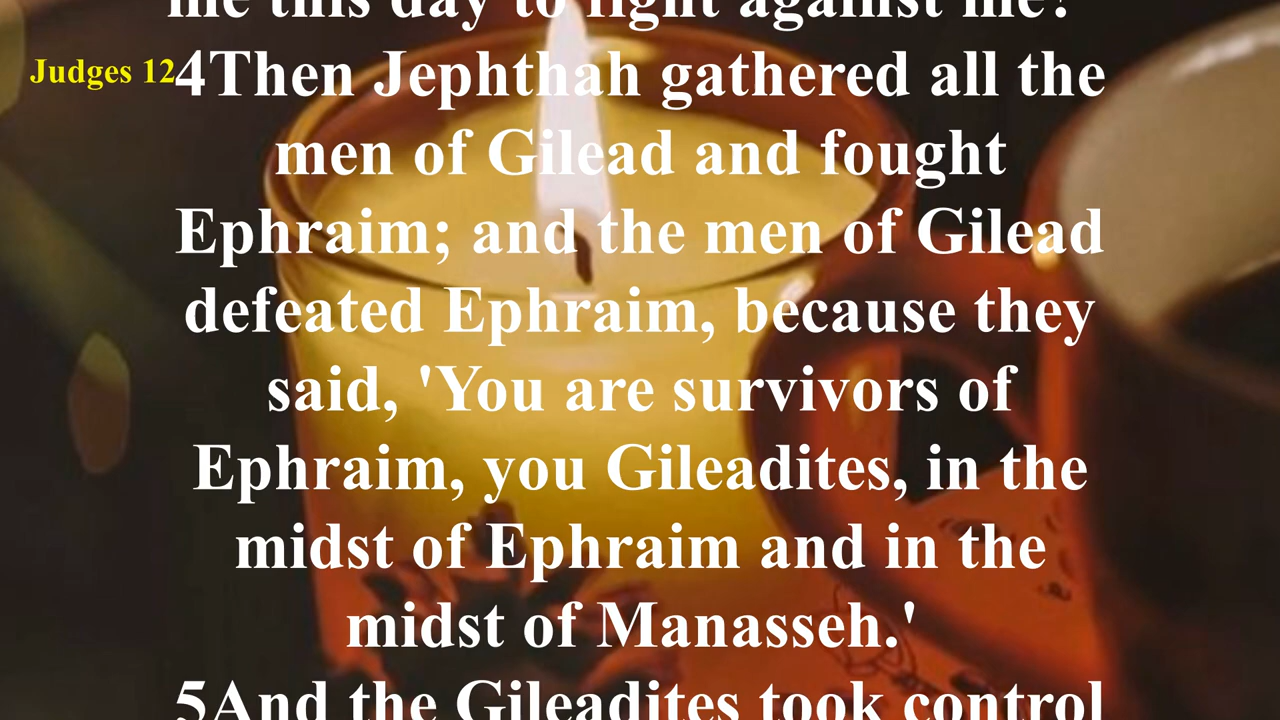 me this day to fight against me?
Judges 12
4Then Jephthah gathered all the
men of Gilead and fought
Ephraim; and the men of Gilead
defeated Ephraim, because they
said, 'You are survivors of
Ephraim, you Gileadites, in the
midst of Ephraim and in the
midst of Manasseh.'
5And the Gileadites took control